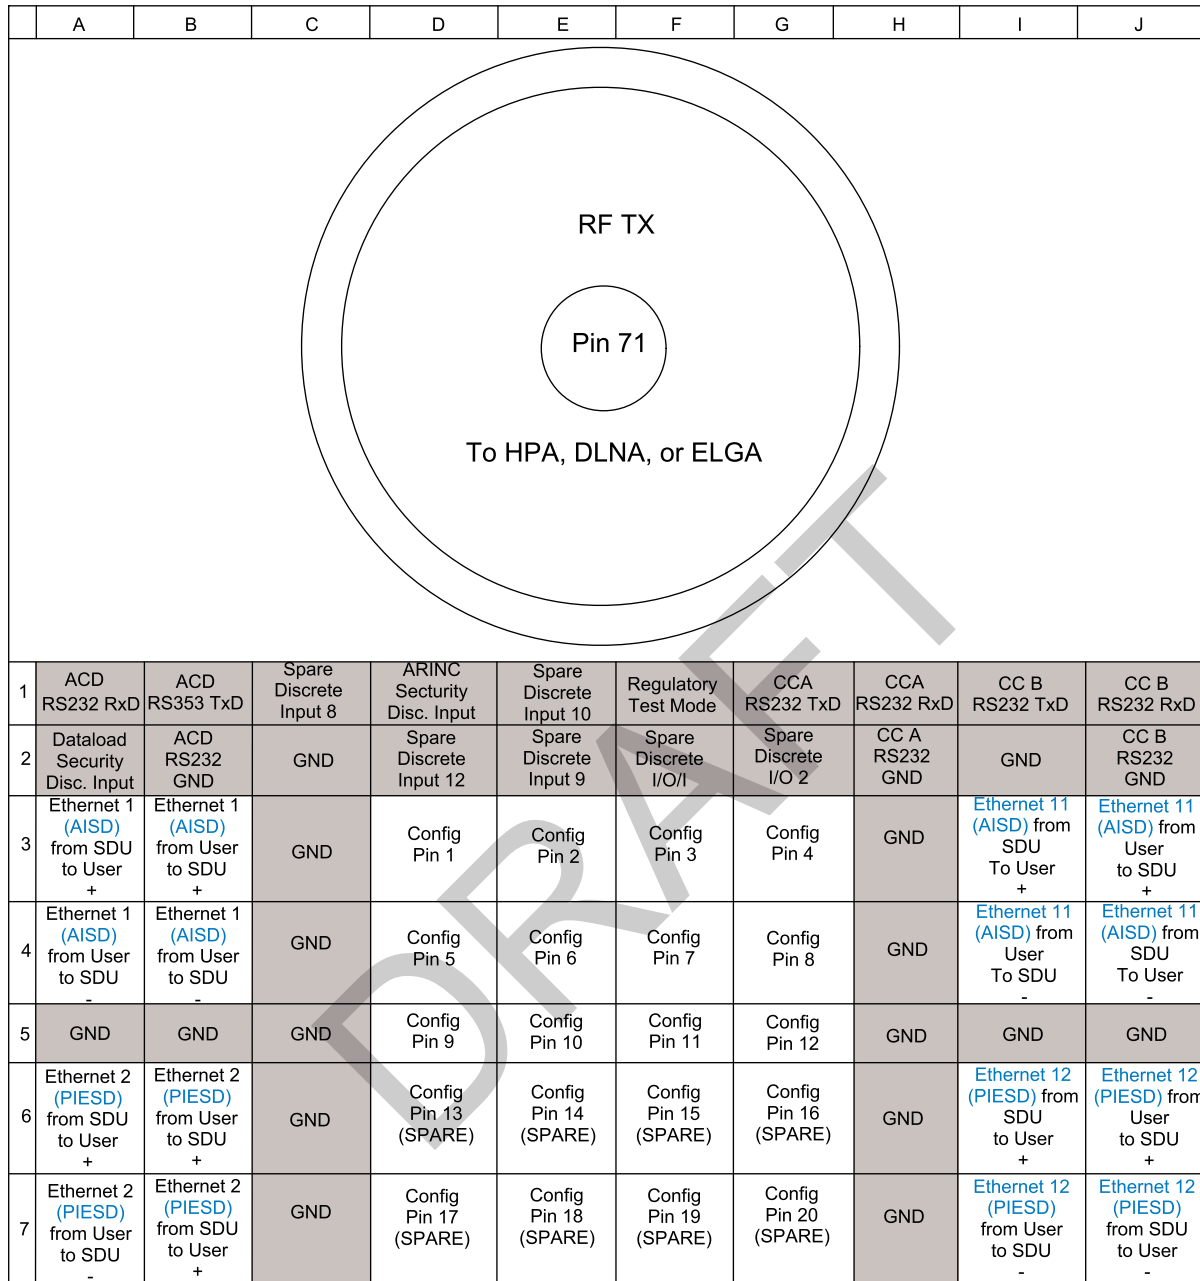 A B C D E F G H I J
RF TX
Pin 71
To HPA, DLNA, or ELGA
DRAFT
1
ACD
RS232 RxD
ACD
RS353 TxD
Spare
Discrete
Input 8
ARINC
Secturity
Disc. Input
Spare
Discrete
Input 10
Regulatory
Test Mode
CCA
RS232 TxD
CCA
RS232 RxD
CC B
RS232 TxD
CC B
RS232 RxD
2
Dataload
Security
Disc. Input
ACD
RS232
GND
GND
Spare
Discrete
Input 12
Spare
Discrete
Input 9
Spare
Discrete
I/O/I
Spare
Discrete
I/O 2
CC A
RS232
GND
GND
CC B
RS232
GND
3
Ethernet 1
(AISD)
from SDU
to User
+
Ethernet 1
(AISD)
from User
to SDU
+
GND
Config
Pin 1
Config
Pin 2
Config
Pin 3
Config
Pin 4
GND
Ethernet 11
(AISD) from
SDU
To User
+
Ethernet 11
(AISD) from
User
to SDU
+
4
Ethernet 1
(AISD)
from User
to SDU
-
Ethernet 1
(AISD)
from User
to SDU
-
GND
Config
Pin 5
Config
Pin 6
Config
Pin 7
Config
Pin 8
GND
Ethernet 11
(AISD) from
User
To SDU
-
Ethernet 11
(AISD) from
SDU
To User
-
5
GND
GND
GND
Config
Pin 9
Config
Pin 10
Config
Pin 11
Config
Pin 12
GND
GND
GND
6
Ethernet 2
(PIESD)
from SDU
to User
+
Ethernet 2
(PIESD)
from User
to SDU
+
GND
Config
Pin 13
(SPARE)
Config
Pin 14
(SPARE)
Config
Pin 15
(SPARE)
Config
Pin 16
(SPARE)
GND
Ethernet 12
(PIESD) from
SDU
to User
+
Ethernet 12
(PIESD) from
User
to SDU
+
7
Ethernet 2
(PIESD)
from User
to SDU
-
Ethernet 2
(PIESD)
from SDU
to User
+
GND
Config
Pin 17
(SPARE)
Config
Pin 18
(SPARE)
Config
Pin 19
(SPARE)
Config
Pin 20
(SPARE)
GND
Ethernet 12
(PIESD)
from User
to SDU
-
Ethernet 12
(PIESD)
from SDU
to User
-